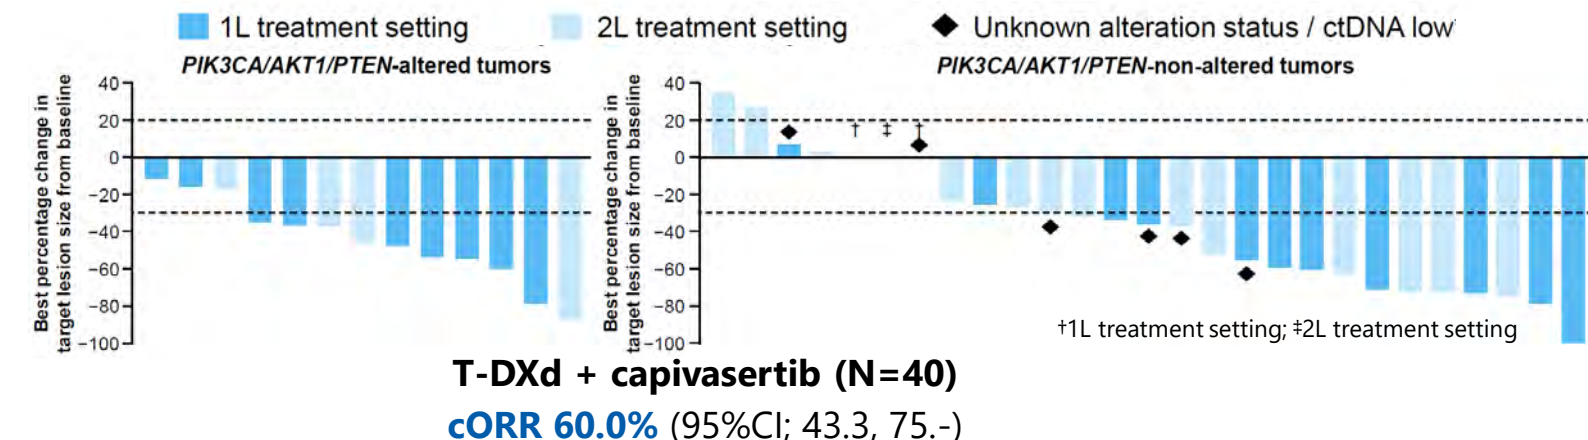 1L treatment setting 2L treatment setting ◆ Unknown alteration status / ctDNA low
PIK3CA/AKT1/PTEN-altered tumors
Best percentage change in
target lesion size from baseline
40
20
0
−20
−40
−60
−80
−100
PIK3CA/AKT1/PTEN-non-altered tumors
Best percentage change in
target lesion size from baseline
40
20
0
−20
−40
−60
−80
−100
† ‡ †
†1L treatment setting; ‡2L treatment setting
T-DXd + capivasertib (N=40)
cORR 60.0% (95%CI; 43.3, 75.-)